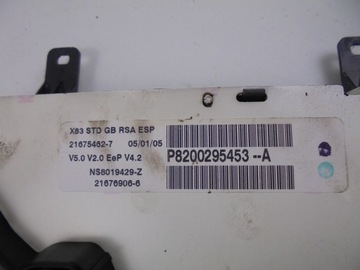 X83 STD GB RSA ESP
21675462-7 05/01/05
V5.0 V2.0 EeP V4.2
P8200295453--A
NS6019429-Z
21676906-6